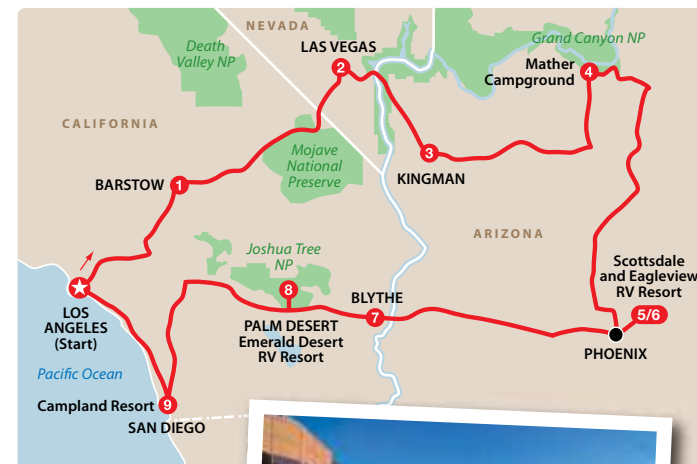 NEVADA
LAS VEGAS
Grand Canyon NP
Death
Valley NP
2
Mather
Campground
4
CALIFORNIA
Mojave
National
Preserve
3
KINGMAN
BARSTOW
1
ARIZONA
Joshua Tree
NP
Scottsdale
and Eagleview
RV Resort
8
BLYTHE
5/6
LOS
ANGELES
(Start)
7
PALM DESERT
Emerald Desert
RV Resort
PHOENIX
Pacific Ocean
Campland Resort
9
SAN DIEGO